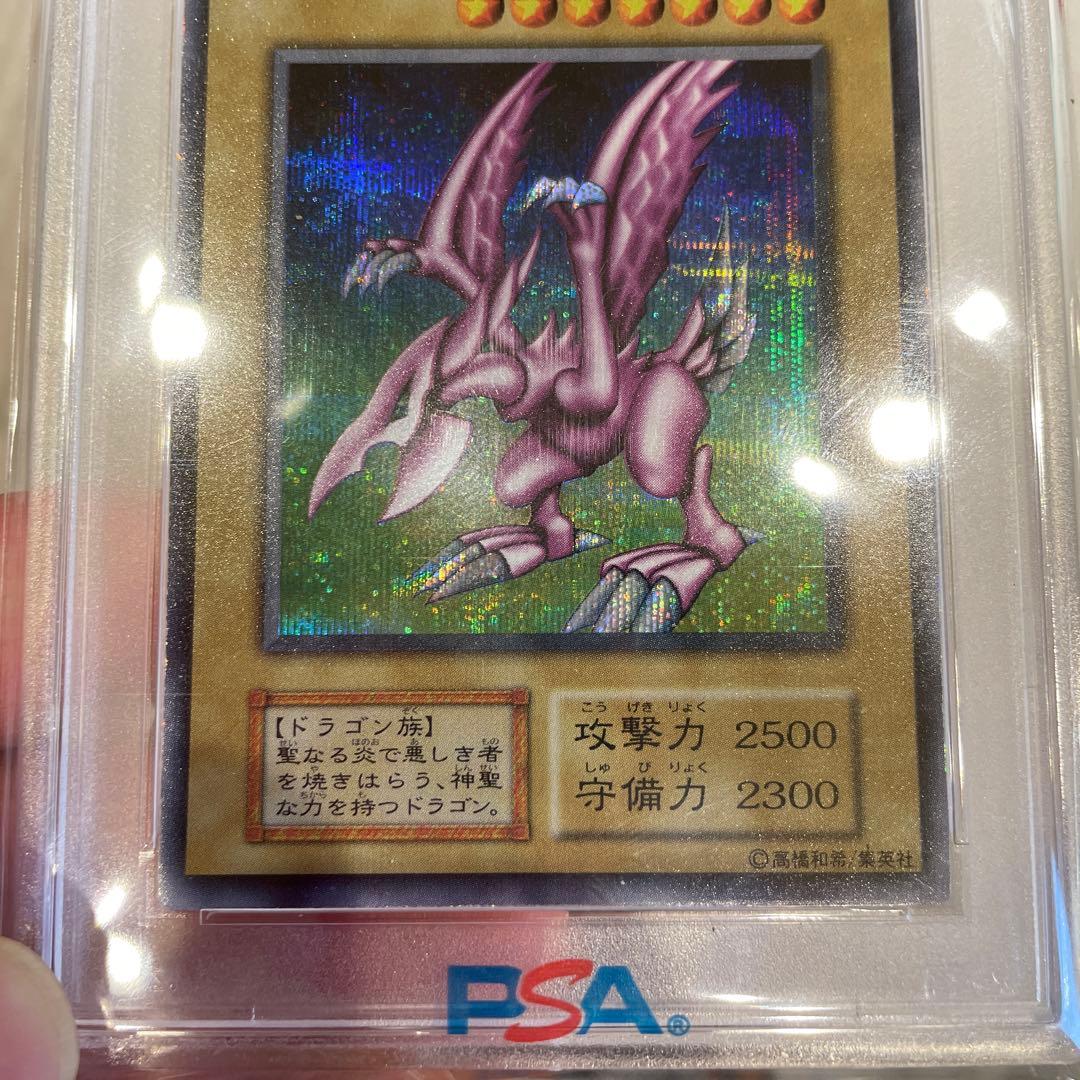 【ドラゴン族】
聖なる炎で悪しき者
を焼きはらう、神聖
な力を持つドラゴン。
攻撃力 2500
守備力 2300
©高橋和希/集英社
PSA®